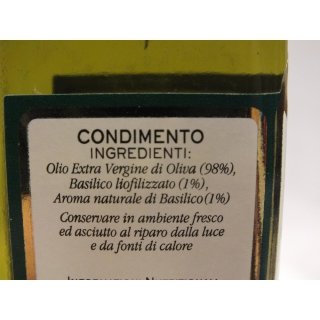 CONDIMENTO
INGREDIENTI:
Olio Extra Vergine di Oliva (98%),
Basilico liofilizzato (1%),
Aroma naturale di Basilico(1%)
Conservare in ambiente fresco
ed asciutto al riparo dalla luce
e da fonti di calore